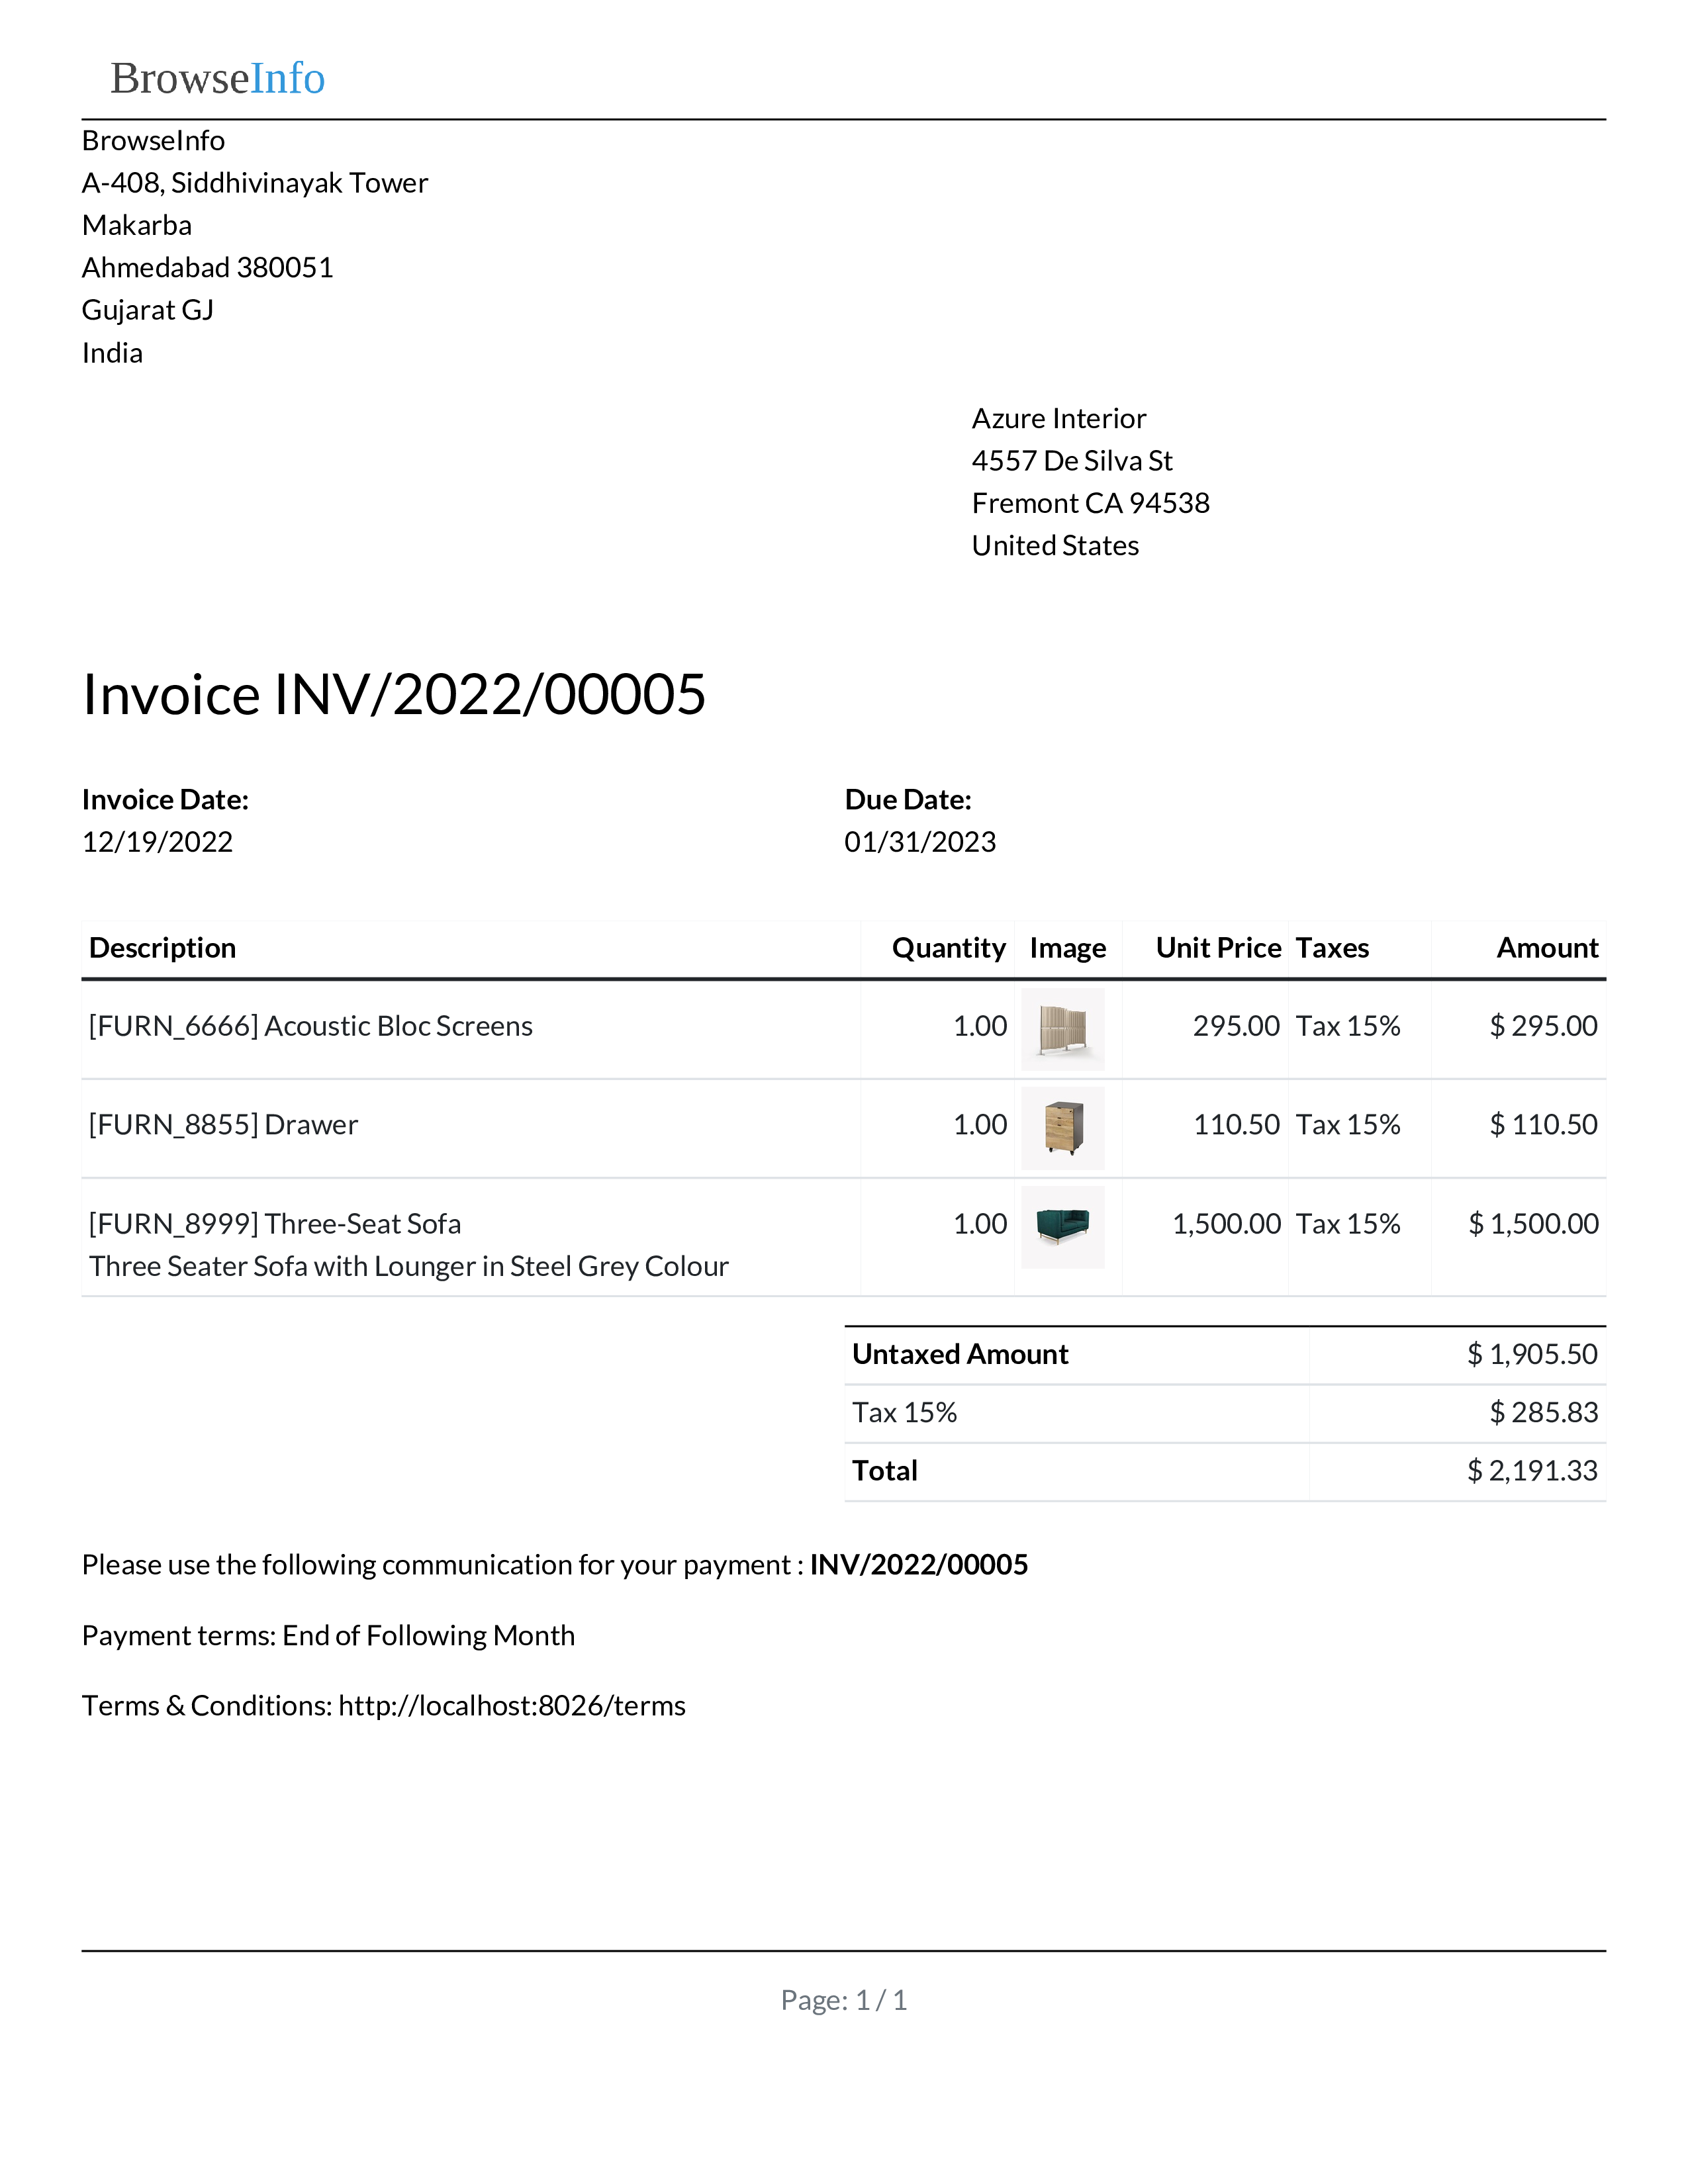 BrowseInfo
BrowseInfo
A-408, Siddhivinayak Tower
Makarba
Ahmedabad 380051
Gujarat GJ
India
Azure Interior
4557 De Silva St
Fremont CA 94538
United States
Invoice INV/2022/00005
Invoice Date: Due Date:
12/19/2022 01/31/2023
Description Quantity Image Unit Price Taxes Amount
[FURN_6666] Acoustic Bloc Screens 1.00 295.00 Tax 15% $ 295.00
[FURN_8855] Drawer 1.00 110.50 Tax 15% $ 110.50
[FURN_8999] Three-Seat Sofa 1.00 1,500.00 Tax 15% $ 1,500.00
Three Seater Sofa with Lounger in Steel Grey Colour
Untaxed Amount $ 1,905.50
Tax 15% $ 285.83
Total $ 2,191.33
Please use the following communication for your payment : INV/2022/00005
Payment terms: End of Following Month
Terms & Conditions: http://localhost:8026/terms
Page: 1 / 1